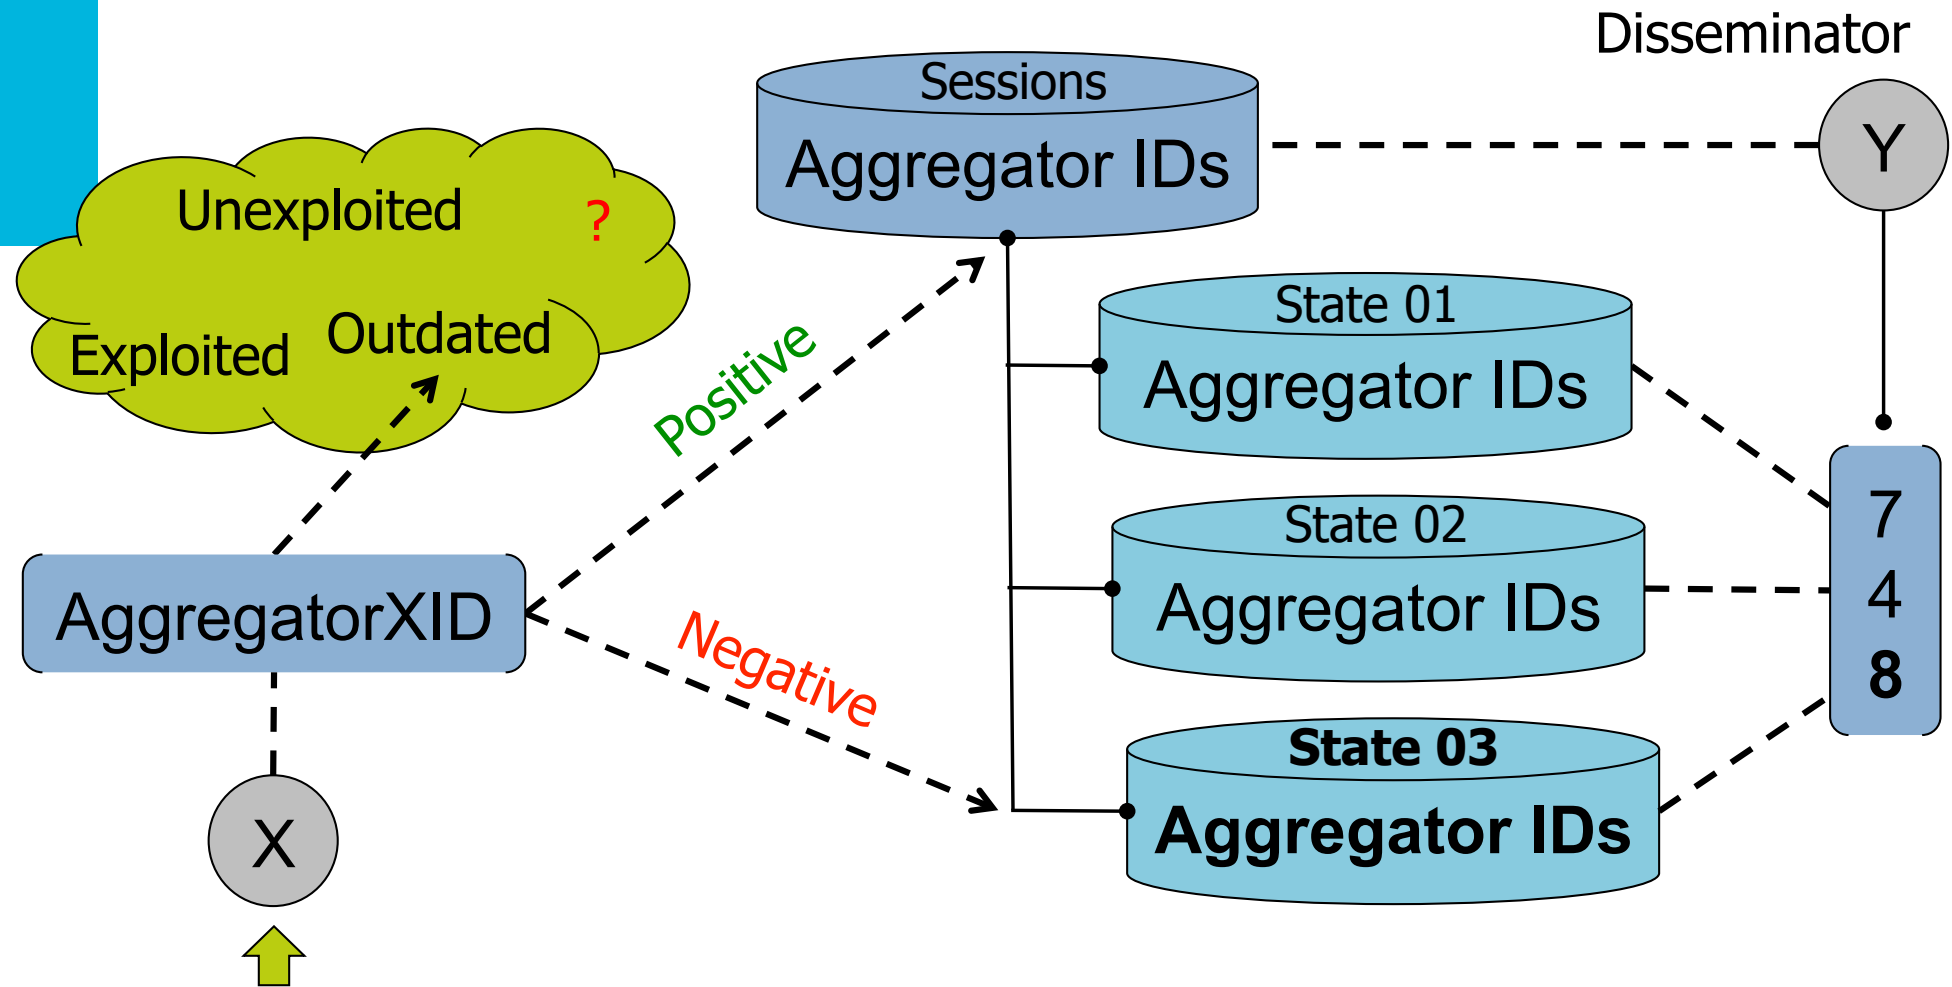 Disseminator
Sessions
Aggregator IDs
Y
Unexploited
?
Exploited
Outdated
Positive
State 01
Aggregator IDs
7
4
8
State 02
Aggregator IDs
AggregatorXID
Negative
State 03
Aggregator IDs
X